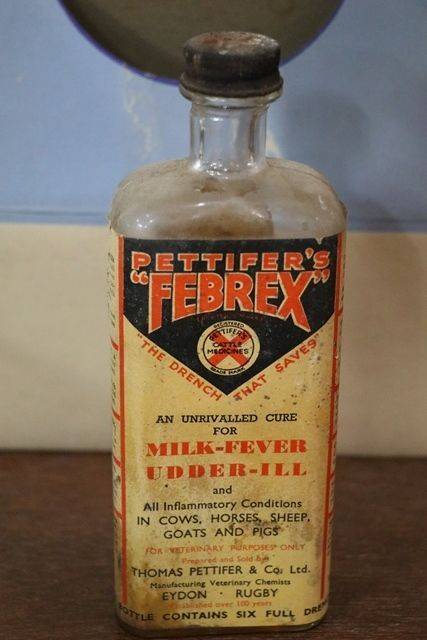 PETTIFER'S
"FEBREX"
REGISTERED
PETTIFER'S
CATTLE
MEDICINES
TRADE MARK
"THE DRENCH THAT SAVES"
AN UNRIVALLED CURE
FOR
MILK-FEVER
UDDER-ILL
and
All Inflammatory Conditions
IN COWS, HORSES, SHEEP,
GOATS AND PIGS
FOR VETERINARY PURPOSES ONLY
Prepared and Sold by
THOMAS PETTIFER & Co. Ltd.
Manufacturing Veterinary Chemists
EYDON · RUGBY
Established over 100 years
BOTTLE CONTAINS SIX FULL DREN